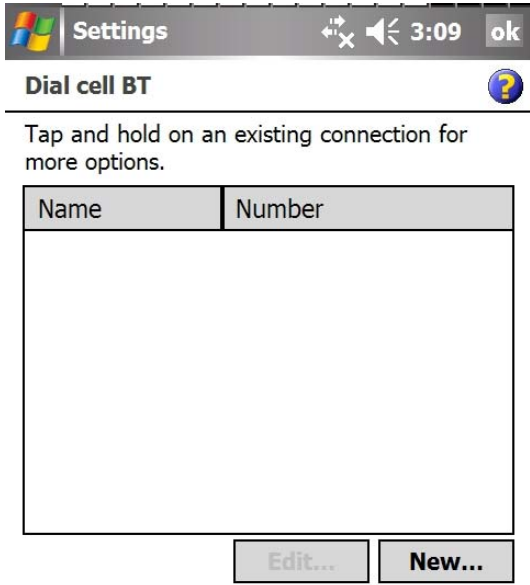 Settings 3:09 ok
Dial cell BT
Tap and hold on an existing connection for
more options.
Name Number
Edit... New...